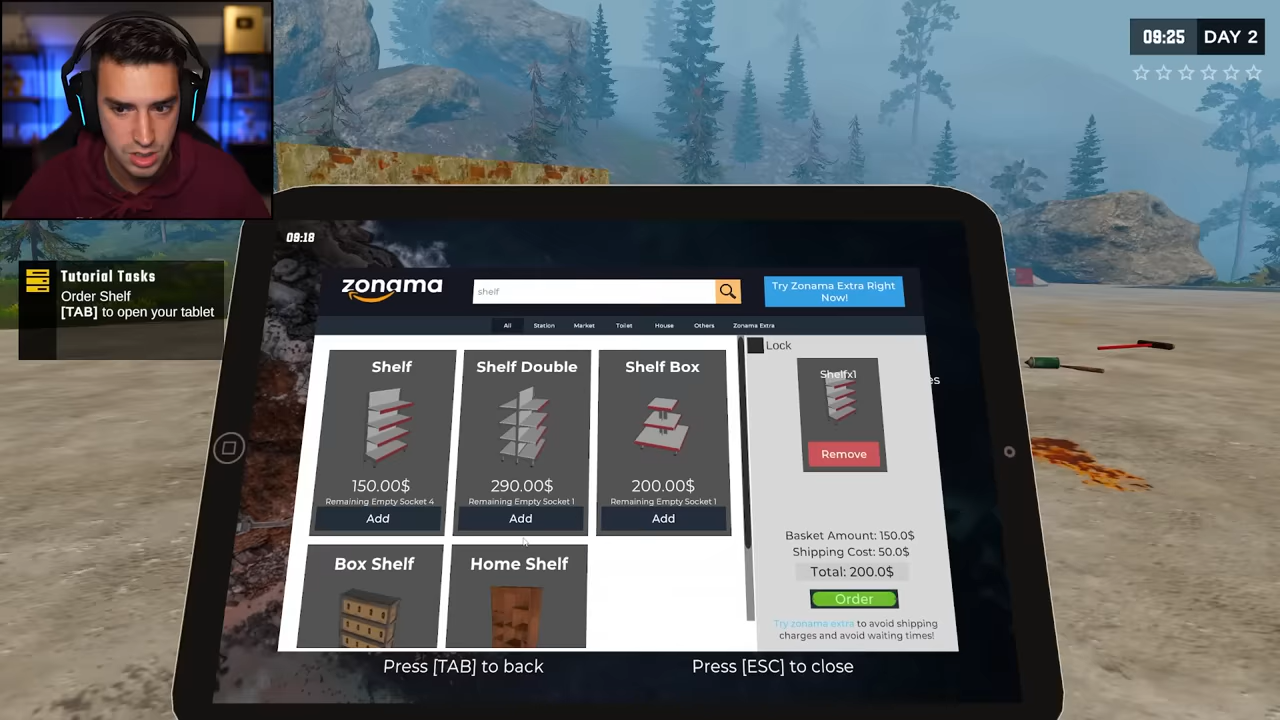 09:25 DAY 2
Tutorial Tasks
Order Shelf
[TAB] to open your tablet
09:18
zonama
shelf
Try Zonama Extra Right
Now!
All Station Market Toilet House Others Zonama Extra
Shelf
150.00$
Remaining Empty Socket 4
Add
Shelf Double
290.00$
Remaining Empty Socket 1
Add
Shelf Box
200.00$
Remaining Empty Socket 1
Add
Box Shelf
Home Shelf
Lock
Shelfx1
Remove
es
Basket Amount: 150.0$
Shipping Cost: 50.0$
Total: 200.0$
Order
Try zonama extra to avoid shipping
charges and avoid waiting times!
Press [TAB] to back
Press [ESC] to close